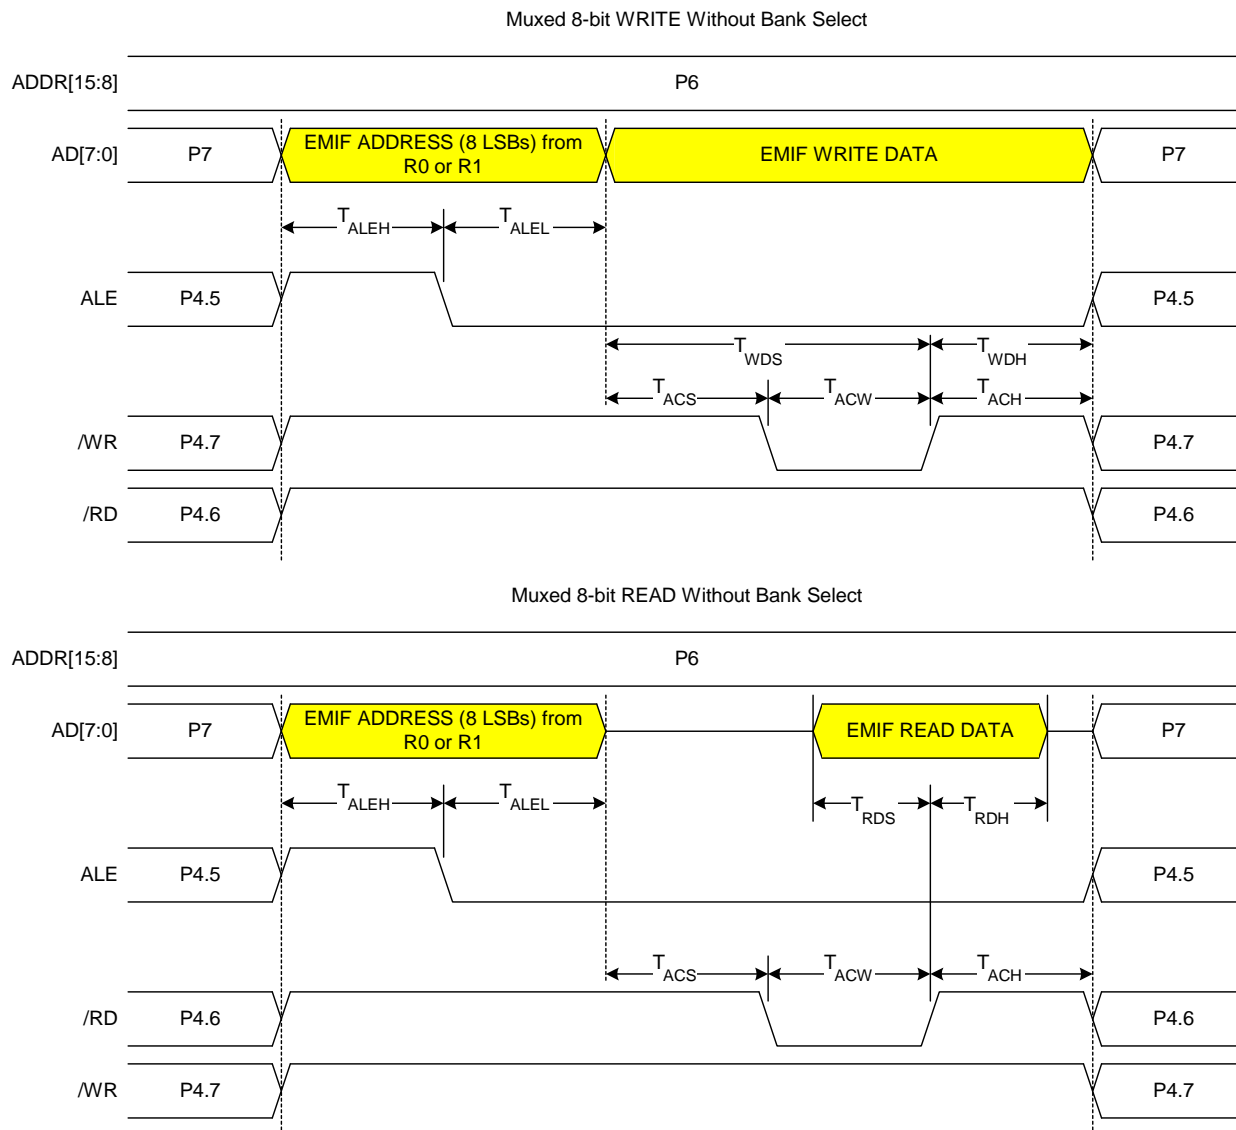 Muxed 8-bit WRITE Without Bank Select
ADDR[15:8] P6
AD[7:0] P7 EMIF ADDRESS (8 LSBs) from R0 or R1 EMIF WRITE DATA P7
TALEH TALEL
ALE P4.5 P4.5
TWDS TWDH
TACS TACW TACH
/WR P4.7 P4.7
/RD P4.6 P4.6
Muxed 8-bit READ Without Bank Select
ADDR[15:8] P6
AD[7:0] P7 EMIF ADDRESS (8 LSBs) from R0 or R1 EMIF READ DATA P7
TALEH TALEL TRDS TRDH
ALE P4.5 P4.5
TACS TACW TACH
/RD P4.6 P4.6
/WR P4.7 P4.7